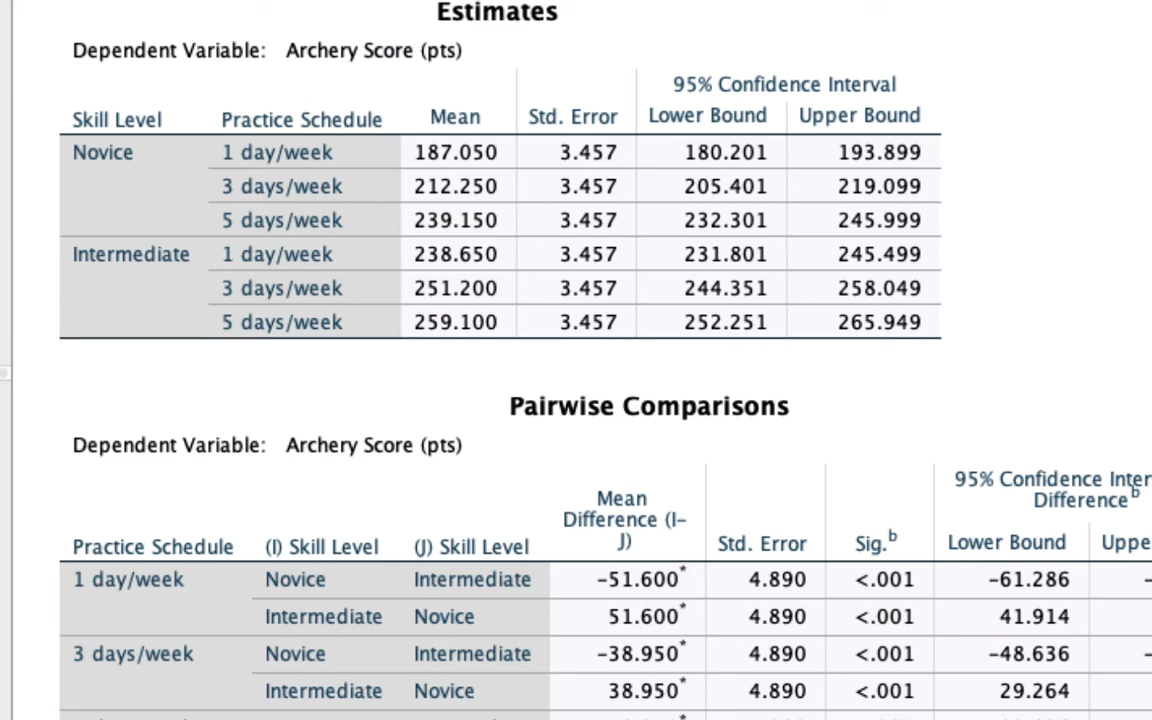 Estimates
Dependent Variable: Archery Score (pts)
95% Confidence Interval
Skill Level Practice Schedule Mean Std. Error Lower Bound Upper Bound
Novice 1 day/week 187.050 3.457 180.201 193.899
3 days/week 212.250 3.457 205.401 219.099
5 days/week 239.150 3.457 232.301 245.999
Intermediate 1 day/week 238.650 3.457 231.801 245.499
3 days/week 251.200 3.457 244.351 258.049
5 days/week 259.100 3.457 252.251 265.949
Pairwise Comparisons
Dependent Variable: Archery Score (pts)
95% Confidence Inter
Mean Difference b
Difference (I-
Practice Schedule (I) Skill Level (J) Skill Level J) Std. Error Sig.b Lower Bound Uppe
1 day/week Novice Intermediate -51.600* 4.890 <.001 -61.286 -
Intermediate Novice 51.600* 4.890 <.001 41.914
3 days/week Novice Intermediate -38.950* 4.890 <.001 -48.636 -
Intermediate Novice 38.950* 4.890 <.001 29.264